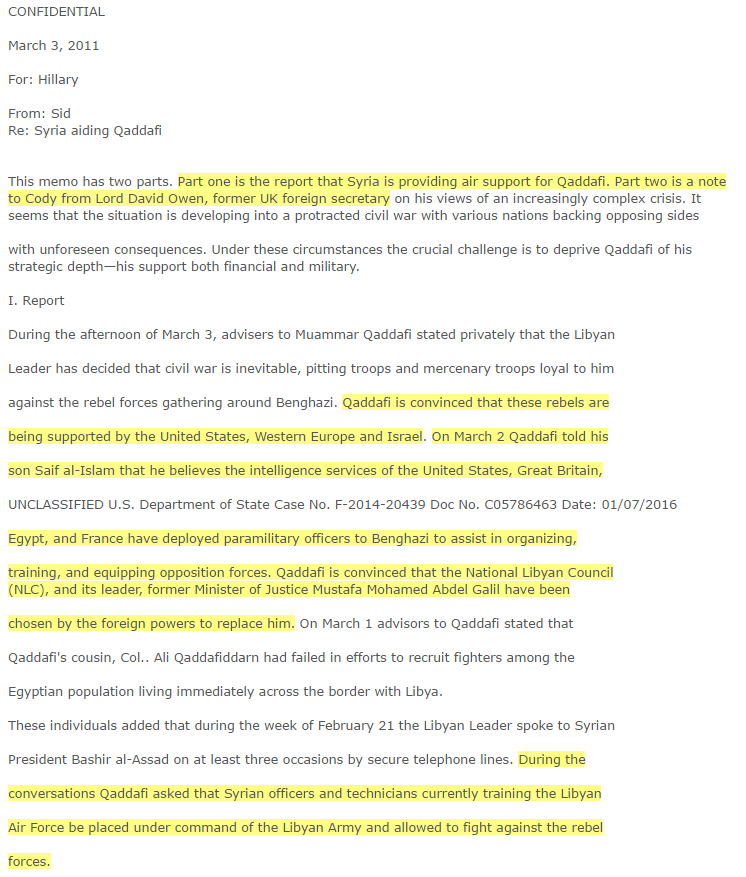 CONFIDENTIAL
March 3, 2011
For: Hillary
From: Sid
Re: Syria aiding Qaddafi
This memo has two parts. Part one is the report that Syria is providing air support for Qaddafi. Part two is a note
to Cody from Lord David Owen, former UK foreign secretary on his views of an increasingly complex crisis. It
seems that the situation is developing into a protracted civil war with various nations backing opposing sides
with unforeseen consequences. Under these circumstances the crucial challenge is to deprive Qaddafi of his
strategic depth—his support both financial and military.
I. Report
During the afternoon of March 3, advisers to Muammar Qaddafi stated privately that the Libyan
Leader has decided that civil war is inevitable, pitting troops and mercenary troops loyal to him
against the rebel forces gathering around Benghazi. Qaddafi is convinced that these rebels are
being supported by the United States, Western Europe and Israel. On March 2 Qaddafi told his
son Saif al-Islam that he believes the intelligence services of the United States, Great Britain,
UNCLASSIFIED U.S. Department of State Case No. F-2014-20439 Doc No. C05786463 Date: 01/07/2016
Egypt, and France have deployed paramilitary officers to Benghazi to assist in organizing,
training, and equipping opposition forces. Qaddafi is convinced that the National Libyan Council
(NLC), and its leader, former Minister of Justice Mustafa Mohamed Abdel Galil have been
chosen by the foreign powers to replace him. On March 1 advisors to Qaddafi stated that
Qaddafi's cousin, Col.. Ali Qaddafiddarn had failed in efforts to recruit fighters among the
Egyptian population living immediately across the border with Libya.
These individuals added that during the week of February 21 the Libyan Leader spoke to Syrian
President Bashir al-Assad on at least three occasions by secure telephone lines. During the
conversations Qaddafi asked that Syrian officers and technicians currently training the Libyan
Air Force be placed under command of the Libyan Army and allowed to fight against the rebel
forces.